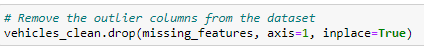 # Remove the outlier columns from the dataset
vehicles_clean.drop(missing_features, axis=1, inplace=True)